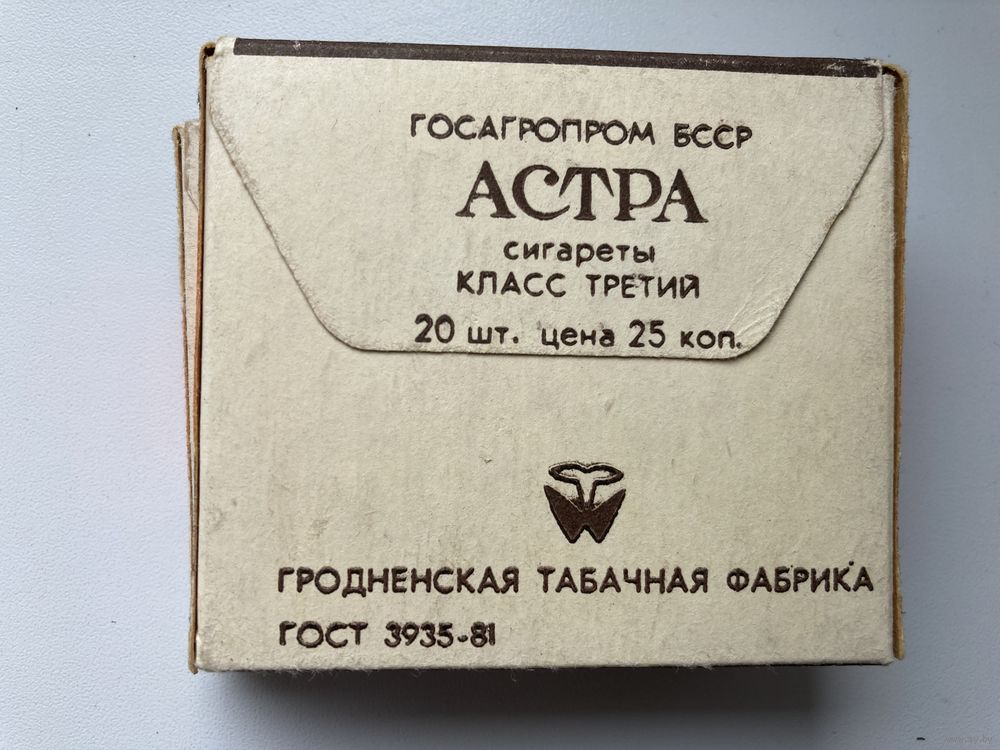 ГОСАГРОПРОМ БССР
АСТРА
сигареты
КЛАСС ТРЕТИЙ
20 шт. цена 25 коп.
ГРОДНЕНСКАЯ ТАБАЧНАЯ ФАБРИКА
ГОСТ 3935-81